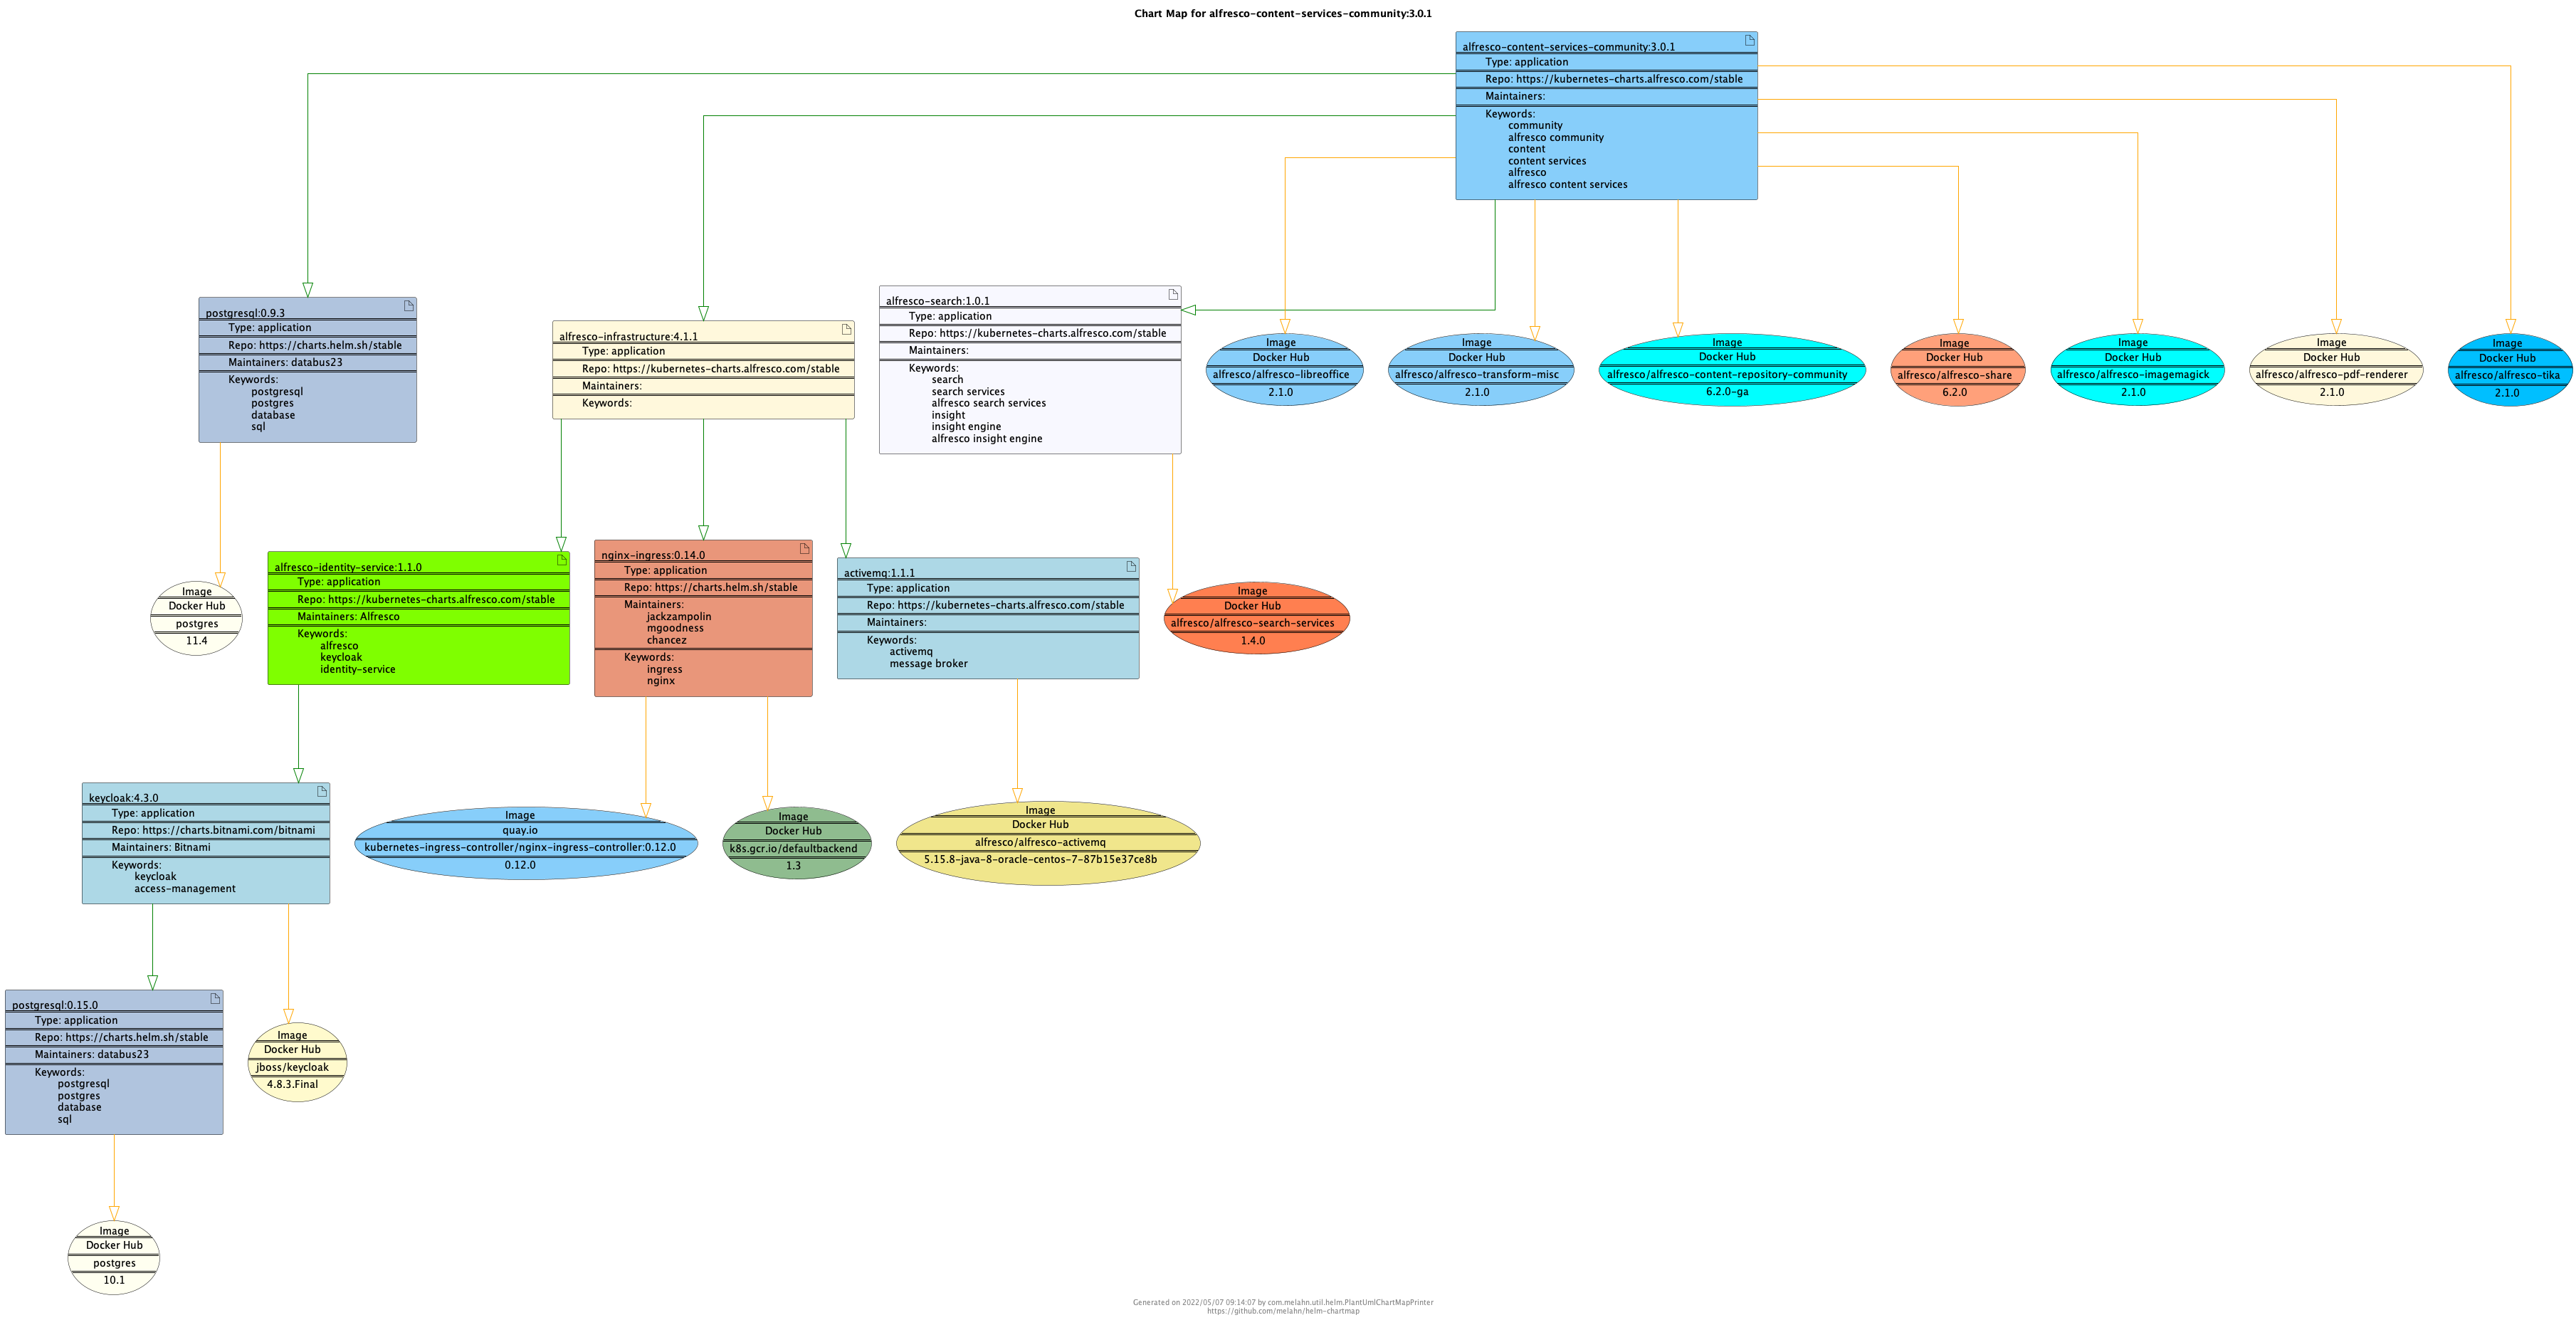 Chart Map for alfresco-content-services-community:3.0.1
alfresco-content-services-community:3.0.1
Type: application
Repo: https://kubernetes-charts.alfresco.com/stable
Maintainers:
Keywords:
community
alfresco community
content
content services
alfresco
alfresco content services
postgresql:0.9.3
Type: application
Repo: https://charts.helm.sh/stable
Maintainers: databus23
Keywords:
postgresql
postgres
database
sql
alfresco-infrastructure:4.1.1
Type: application
Repo: https://kubernetes-charts.alfresco.com/stable
Maintainers:
Keywords:
alfresco-search:1.0.1
Type: application
Repo: https://kubernetes-charts.alfresco.com/stable
Maintainers:
Keywords:
search
search services
alfresco search services
insight
insight engine
alfresco insight engine
Image
Docker Hub
alfresco/alfresco-libreoffice
2.1.0
Image
Docker Hub
alfresco/alfresco-transform-misc
2.1.0
Image
Docker Hub
alfresco/alfresco-content-repository-community
6.2.0-ga
Image
Docker Hub
alfresco/alfresco-share
6.2.0
Image
Docker Hub
alfresco/alfresco-imagemagick
2.1.0
Image
Docker Hub
alfresco/alfresco-pdf-renderer
2.1.0
Image
Docker Hub
alfresco/alfresco-tika
2.1.0
Image
Docker Hub
postgres
11.4
alfresco-identity-service:1.1.0
Type: application
Repo: https://kubernetes-charts.alfresco.com/stable
Maintainers: Alfresco
Keywords:
alfresco
keycloak
identity-service
nginx-ingress:0.14.0
Type: application
Repo: https://charts.helm.sh/stable
Maintainers:
jackzampolin
mgoodness
chancez
Keywords:
ingress
nginx
activemq:1.1.1
Type: application
Repo: https://kubernetes-charts.alfresco.com/stable
Maintainers:
Keywords:
activemq
message broker
Image
Docker Hub
alfresco/alfresco-search-services
1.4.0
keycloak:4.3.0
Type: application
Repo: https://charts.bitnami.com/bitnami
Maintainers: Bitnami
Keywords:
keycloak
access-management
Image
quay.io
kubernetes-ingress-controller/nginx-ingress-controller:0.12.0
0.12.0
Image
Docker Hub
k8s.gcr.io/defaultbackend
1.3
Image
Docker Hub
alfresco/alfresco-activemq
5.15.8-java-8-oracle-centos-7-87b15e37ce8b
postgresql:0.15.0
Type: application
Repo: https://charts.helm.sh/stable
Maintainers: databus23
Keywords:
postgresql
postgres
database
sql
Image
Docker Hub
jboss/keycloak
4.8.3.Final
Image
Docker Hub
postgres
10.1
Generated on 2022/05/07 09:14:07 by com.melahn.util.helm.PlantUmlChartMapPrinter
https://github.com/melahn/helm-chartmap